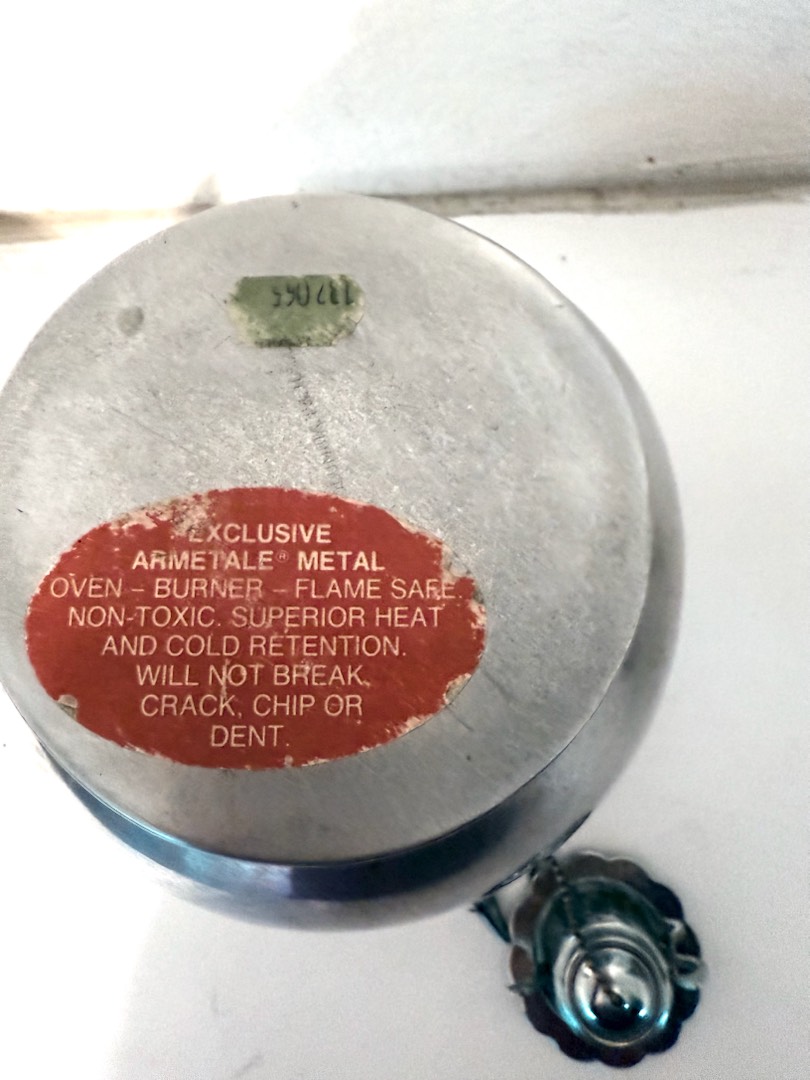 137065
EXCLUSIVE
ARMETALE® METAL
OVEN – BURNER – FLAME SAFE.
NON-TOXIC. SUPERIOR HEAT
AND COLD RETENTION.
WILL NOT BREAK,
CRACK, CHIP OR
DENT.